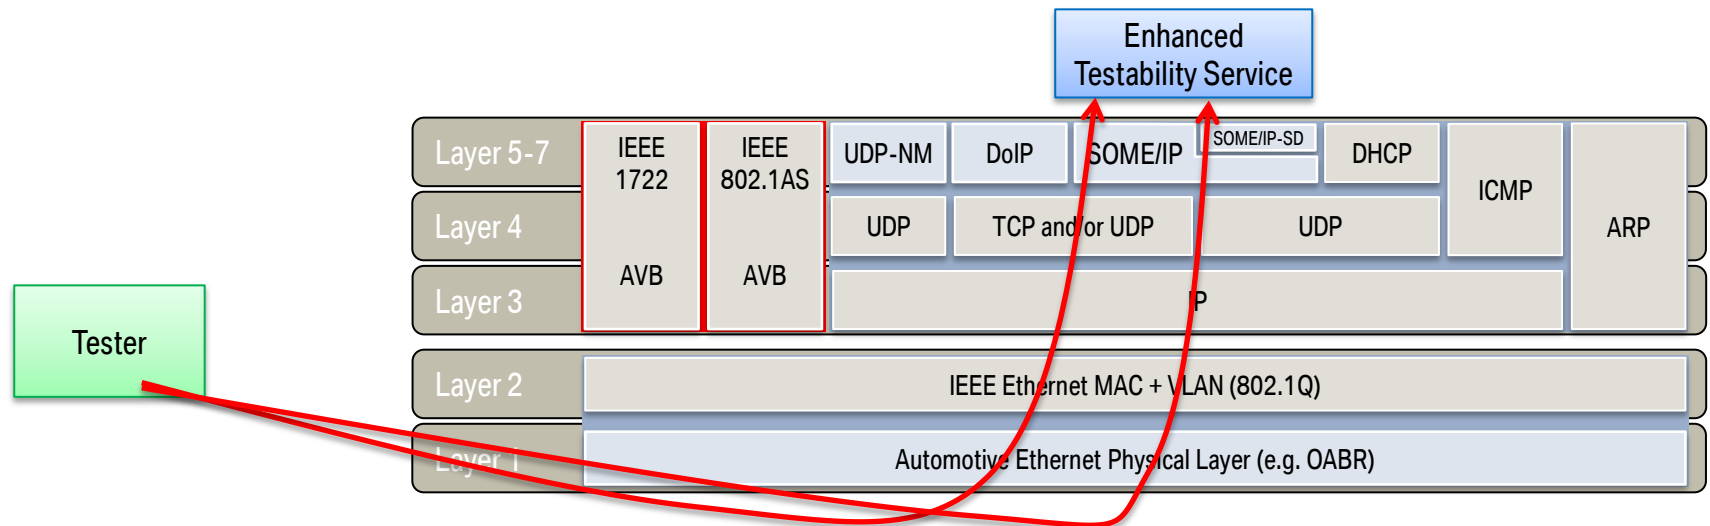 Enhanced
Testability Service
Layer 5-7
IEEE
1722
AVB
IEEE
802.1AS
AVB
UDP-NM
DoIP
SOME/IP
SOME/IP-SD
DHCP
ICMP
ARP
Layer 4
UDP
TCP and/or UDP
UDP
Layer 3
IP
Tester
Layer 2
IEEE Ethernet MAC + VLAN (802.1Q)
Layer 1
Automotive Ethernet Physical Layer (e.g. OABR)